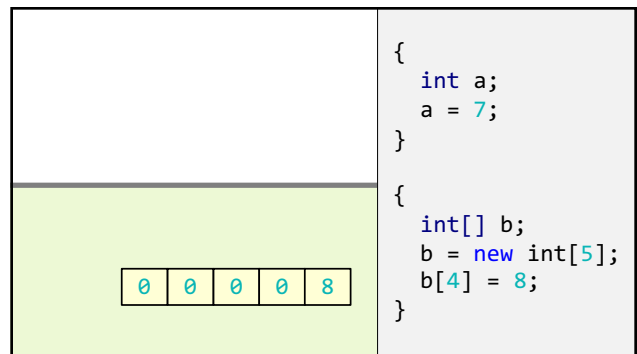 {
  int a;
  a = 7;
}
{
  int[] b;
  b = new int[5];
  b[4] = 8;
}
0 0 0 0 8